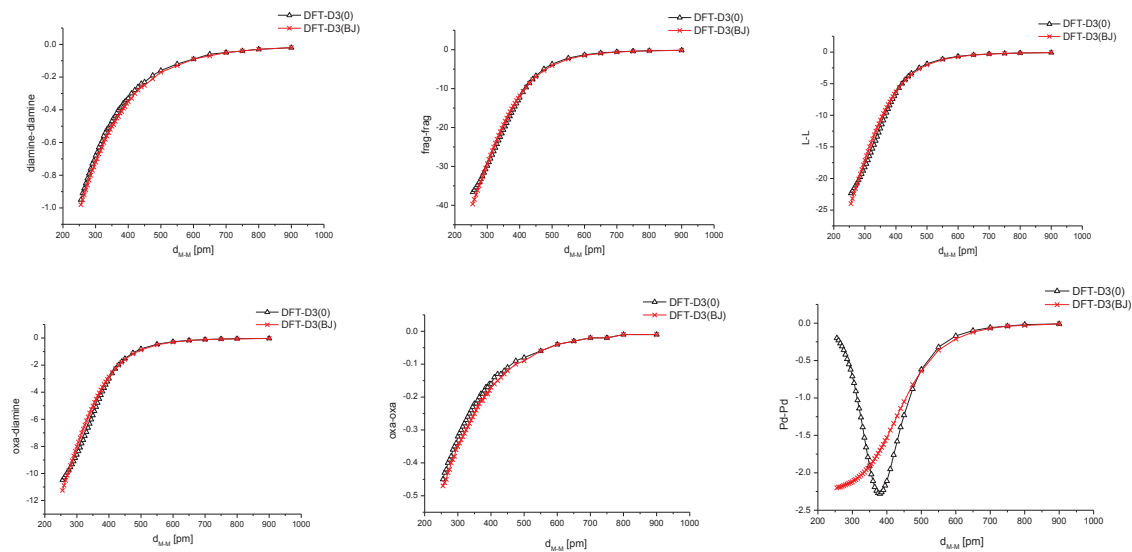 DFT-D3(0)
DFT-D3(BJ)
diamine-diamine
0.0
-0.2
-0.4
-0.6
-0.8
-1.0
200 300 400 500 600 700 800 900 1000
d_M-M [pm]
DFT-D3(0)
DFT-D3(BJ)
frag-frag
0
-10
-20
-30
-40
200 300 400 500 600 700 800 900 1000
d_M-M [pm]
DFT-D3(0)
DFT-D3(BJ)
L-L
0
-5
-10
-15
-20
-25
200 300 400 500 600 700 800 900 1000
d_M-M [pm]
DFT-D3(0)
DFT-D3(BJ)
oxa-diamine
0
-2
-4
-6
-8
-10
-12
200 300 400 500 600 700 800 900 1000
d_M-M [pm]
DFT-D3(0)
DFT-D3(BJ)
oxa-oxa
0.0
-0.1
-0.2
-0.3
-0.4
-0.5
200 300 400 500 600 700 800 900 1000
d_M-M [pm]
DFT-D3(0)
DFT-D3(BJ)
Pd-Pd
0.0
-0.5
-1.0
-1.5
-2.0
-2.5
200 300 400 500 600 700 800 900 1000
d_M-M [pm]